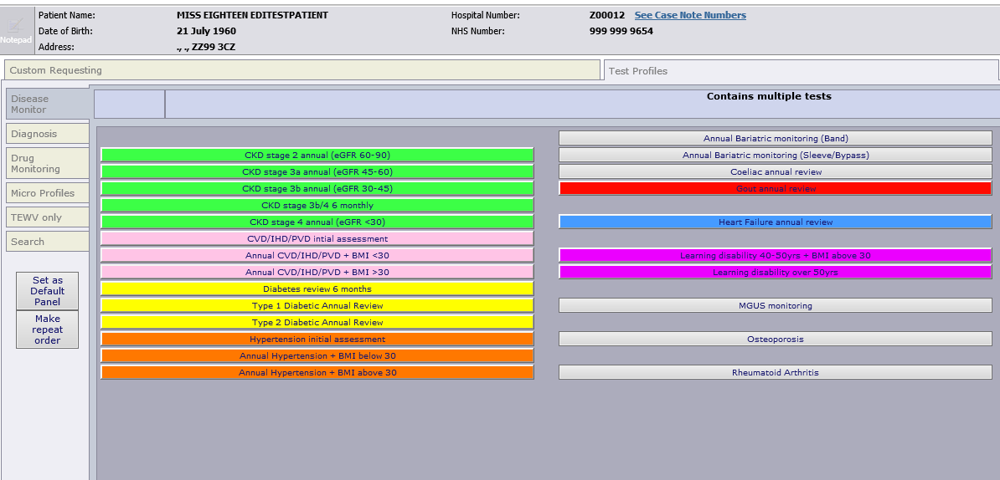 Patient Name: MISS EIGHTEEN EDITESTPATIENT Hospital Number: Z00012 See Case Note Numbers
Notepad
Date of Birth: 21 July 1960 NHS Number: 999 999 9654
Address: ., ., ZZ99 3CZ
Custom Requesting
Test Profiles
Disease
Monitor
Diagnosis
Drug
Monitoring
Micro Profiles
TEWV only
Search
Set as
Default
Panel
Make
repeat
order
Contains multiple tests
CKD stage 2 annual (eGFR 60-90)
CKD stage 3a annual (eGFR 45-60)
CKD stage 3b annual (eGFR 30-45)
CKD stage 3b/4 6 monthly
CKD stage 4 annual (eGFR <30)
CVD/IHD/PVD intial assessment
Annual CVD/IHD/PVD + BMI <30
Annual CVD/IHD/PVD + BMI >30
Diabetes review 6 months
Type 1 Diabetic Annual Review
Type 2 Diabetic Annual Review
Hypertension initial assessment
Annual Hypertension + BMI below 30
Annual Hypertension + BMI above 30
Annual Bariatric monitoring (Band)
Annual Bariatric monitoring (Sleeve/Bypass)
Coeliac annual review
Gout annual review
Heart Failure annual review
Learning disability 40-50yrs + BMI above 30
Learning disability over 50yrs
MGUS monitoring
Osteoporosis
Rheumatoid Arthritis